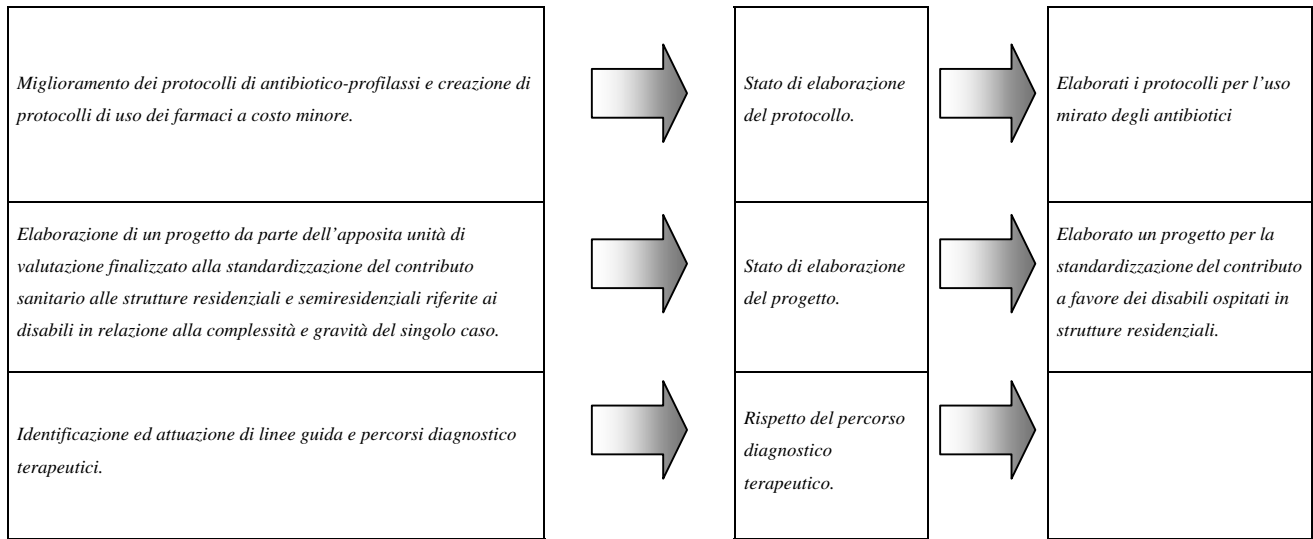 Miglioramento dei protocolli di antibiotico-profilassi e creazione di
protocolli di uso dei farmaci a costo minore.
Stato di elaborazione
del protocollo.
Elaborati i protocolli per l'uso
mirato degli antibiotici
Elaborazione di un progetto da parte dell'apposita unità di
valutazione finalizzato alla standardizzazione del contributo
sanitario alle strutture residenziali e semiresidenziali riferite ai
disabili in relazione alla complessità e gravità del singolo caso.
Stato di elaborazione
del progetto.
Elaborato un progetto per la
standardizzazione del contributo
a favore dei disabili ospitati in
strutture residenziali.
Identificazione ed attuazione di linee guida e percorsi diagnostico
terapeutici.
Rispetto del percorso
diagnostico
terapeutico.